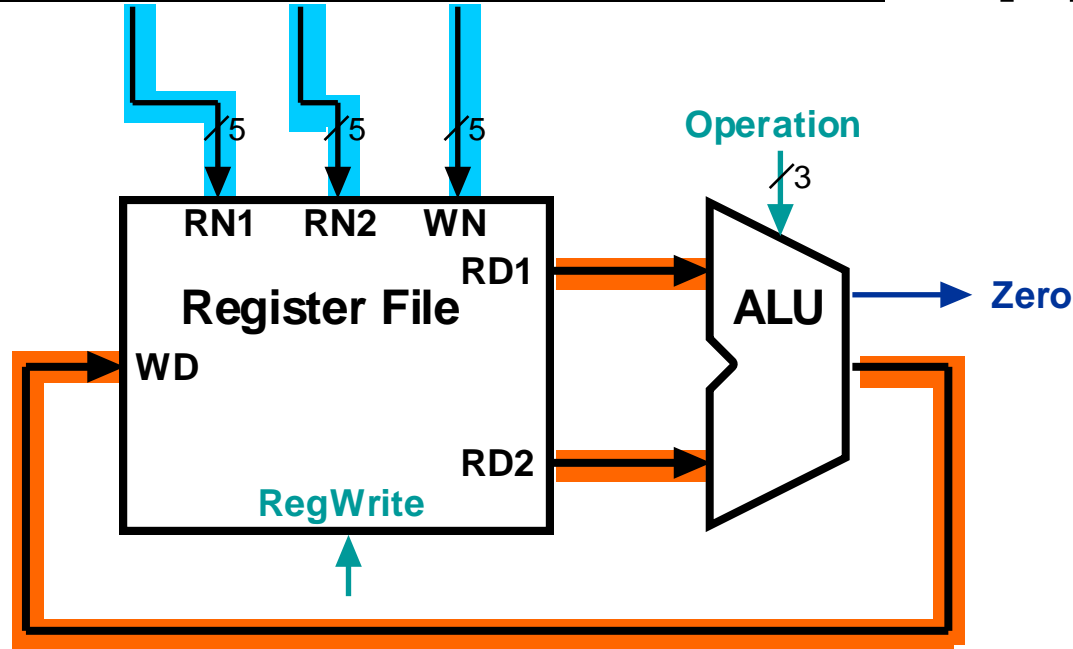 5
5
5
Operation
3
RN1
RN2
WN
RD1
Register File
ALU
Zero
WD
RD2
RegWrite